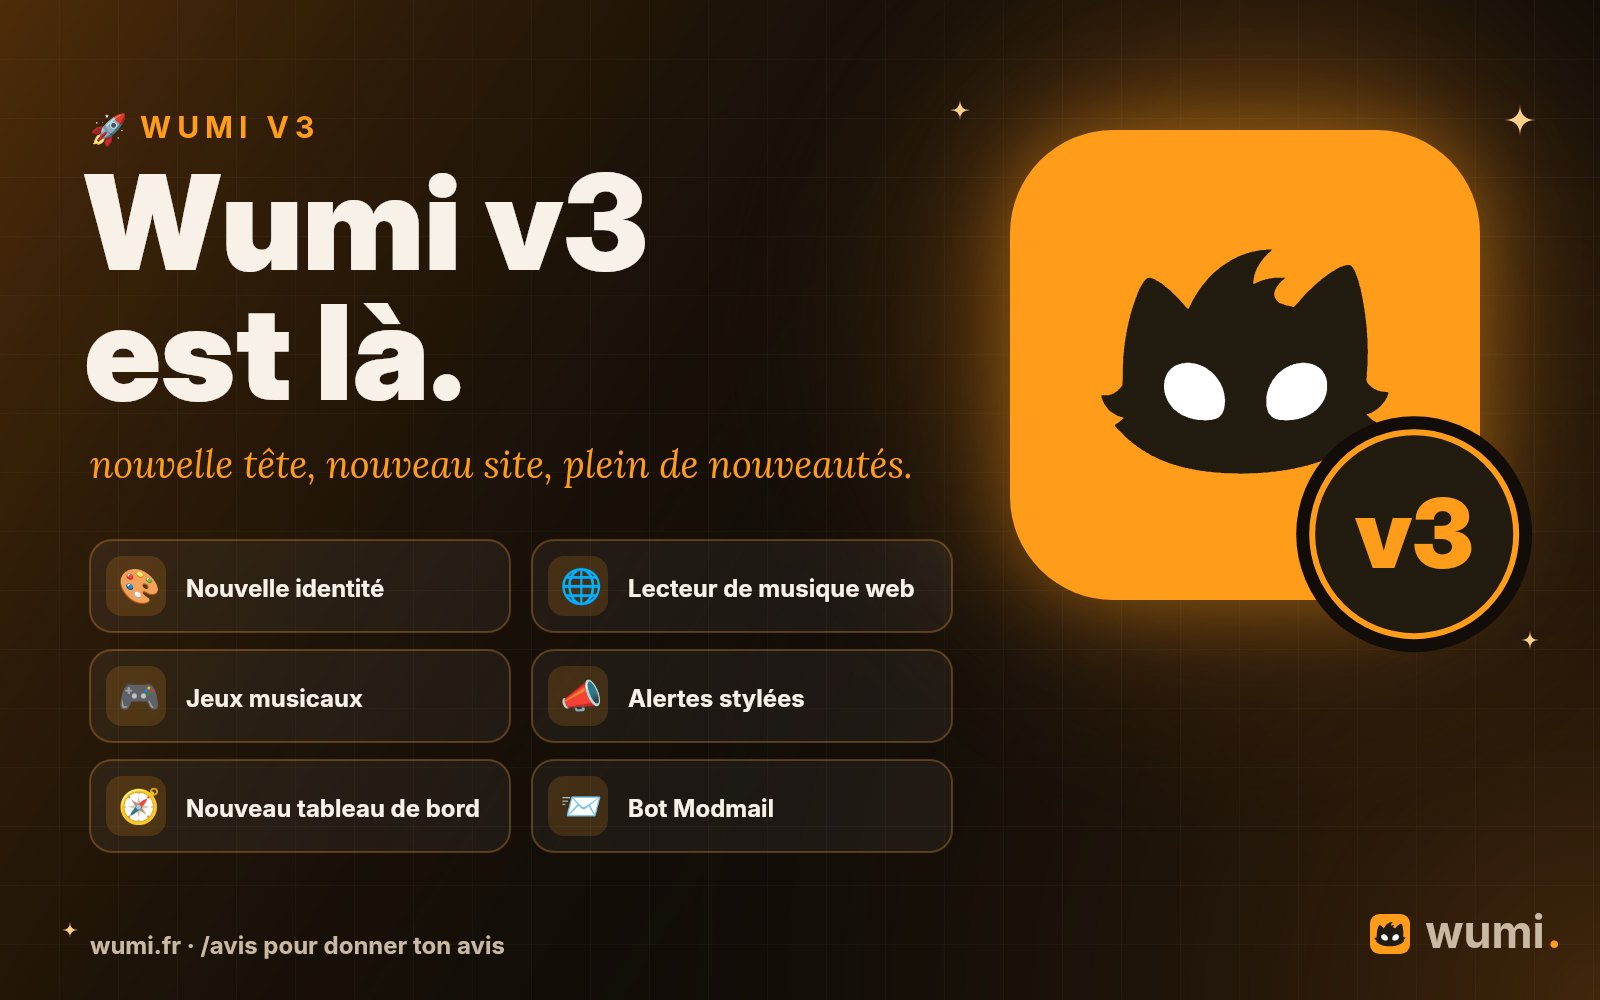 🚀 WUMI V3
Wumi v3
est là.
nouvelle tête, nouveau site, plein de nouveautés.
Nouvelle identité
Lecteur de musique web
Jeux musicaux
Alertes stylées
Nouveau tableau de bord
Bot Modmail
v3
wumi.fr · /avis pour donner ton avis
wumi.